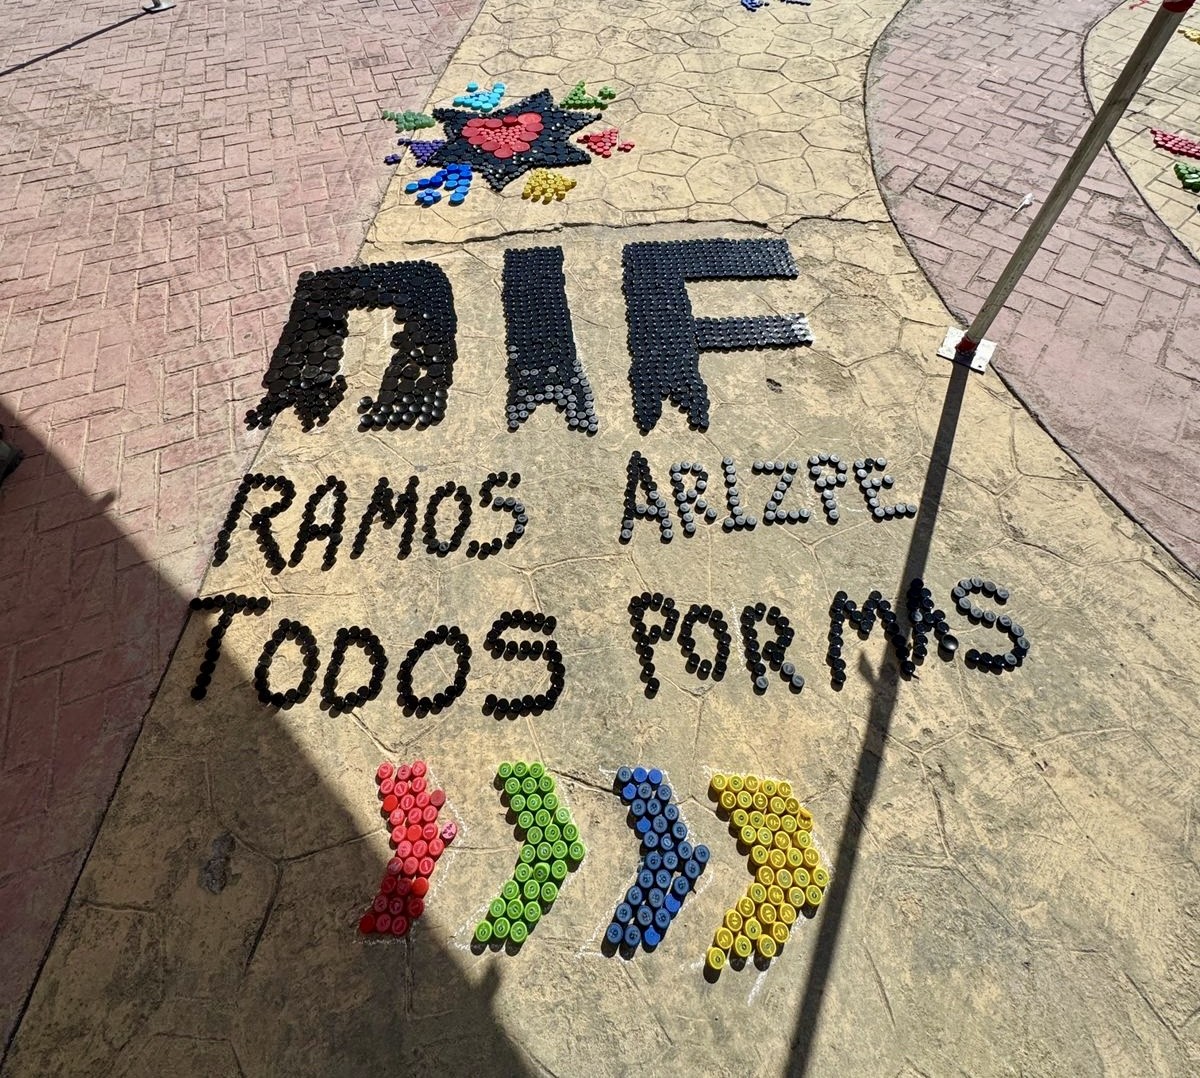 DIF
RAMOS ARIZPE
TODOS POR MAS